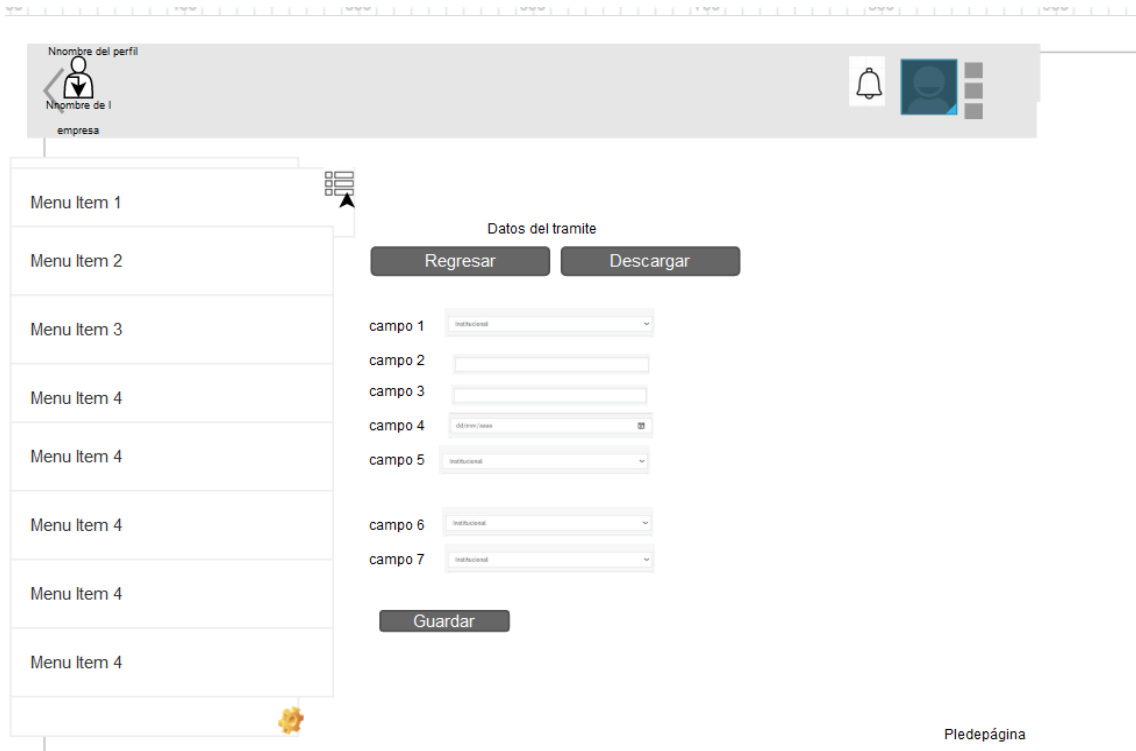 Nnombre del perfil
Nnombre de l
empresa
Menu Item 1
Menu Item 2
Menu Item 3
Menu Item 4
Menu Item 4
Menu Item 4
Menu Item 4
Menu Item 4
Datos del tramite
Regresar
Descargar
campo 1
Institucional
campo 2
campo 3
campo 4
dd/mm/aaaa
campo 5
Institucional
campo 6
Institucional
campo 7
Institucional
Guardar
Pledepágina